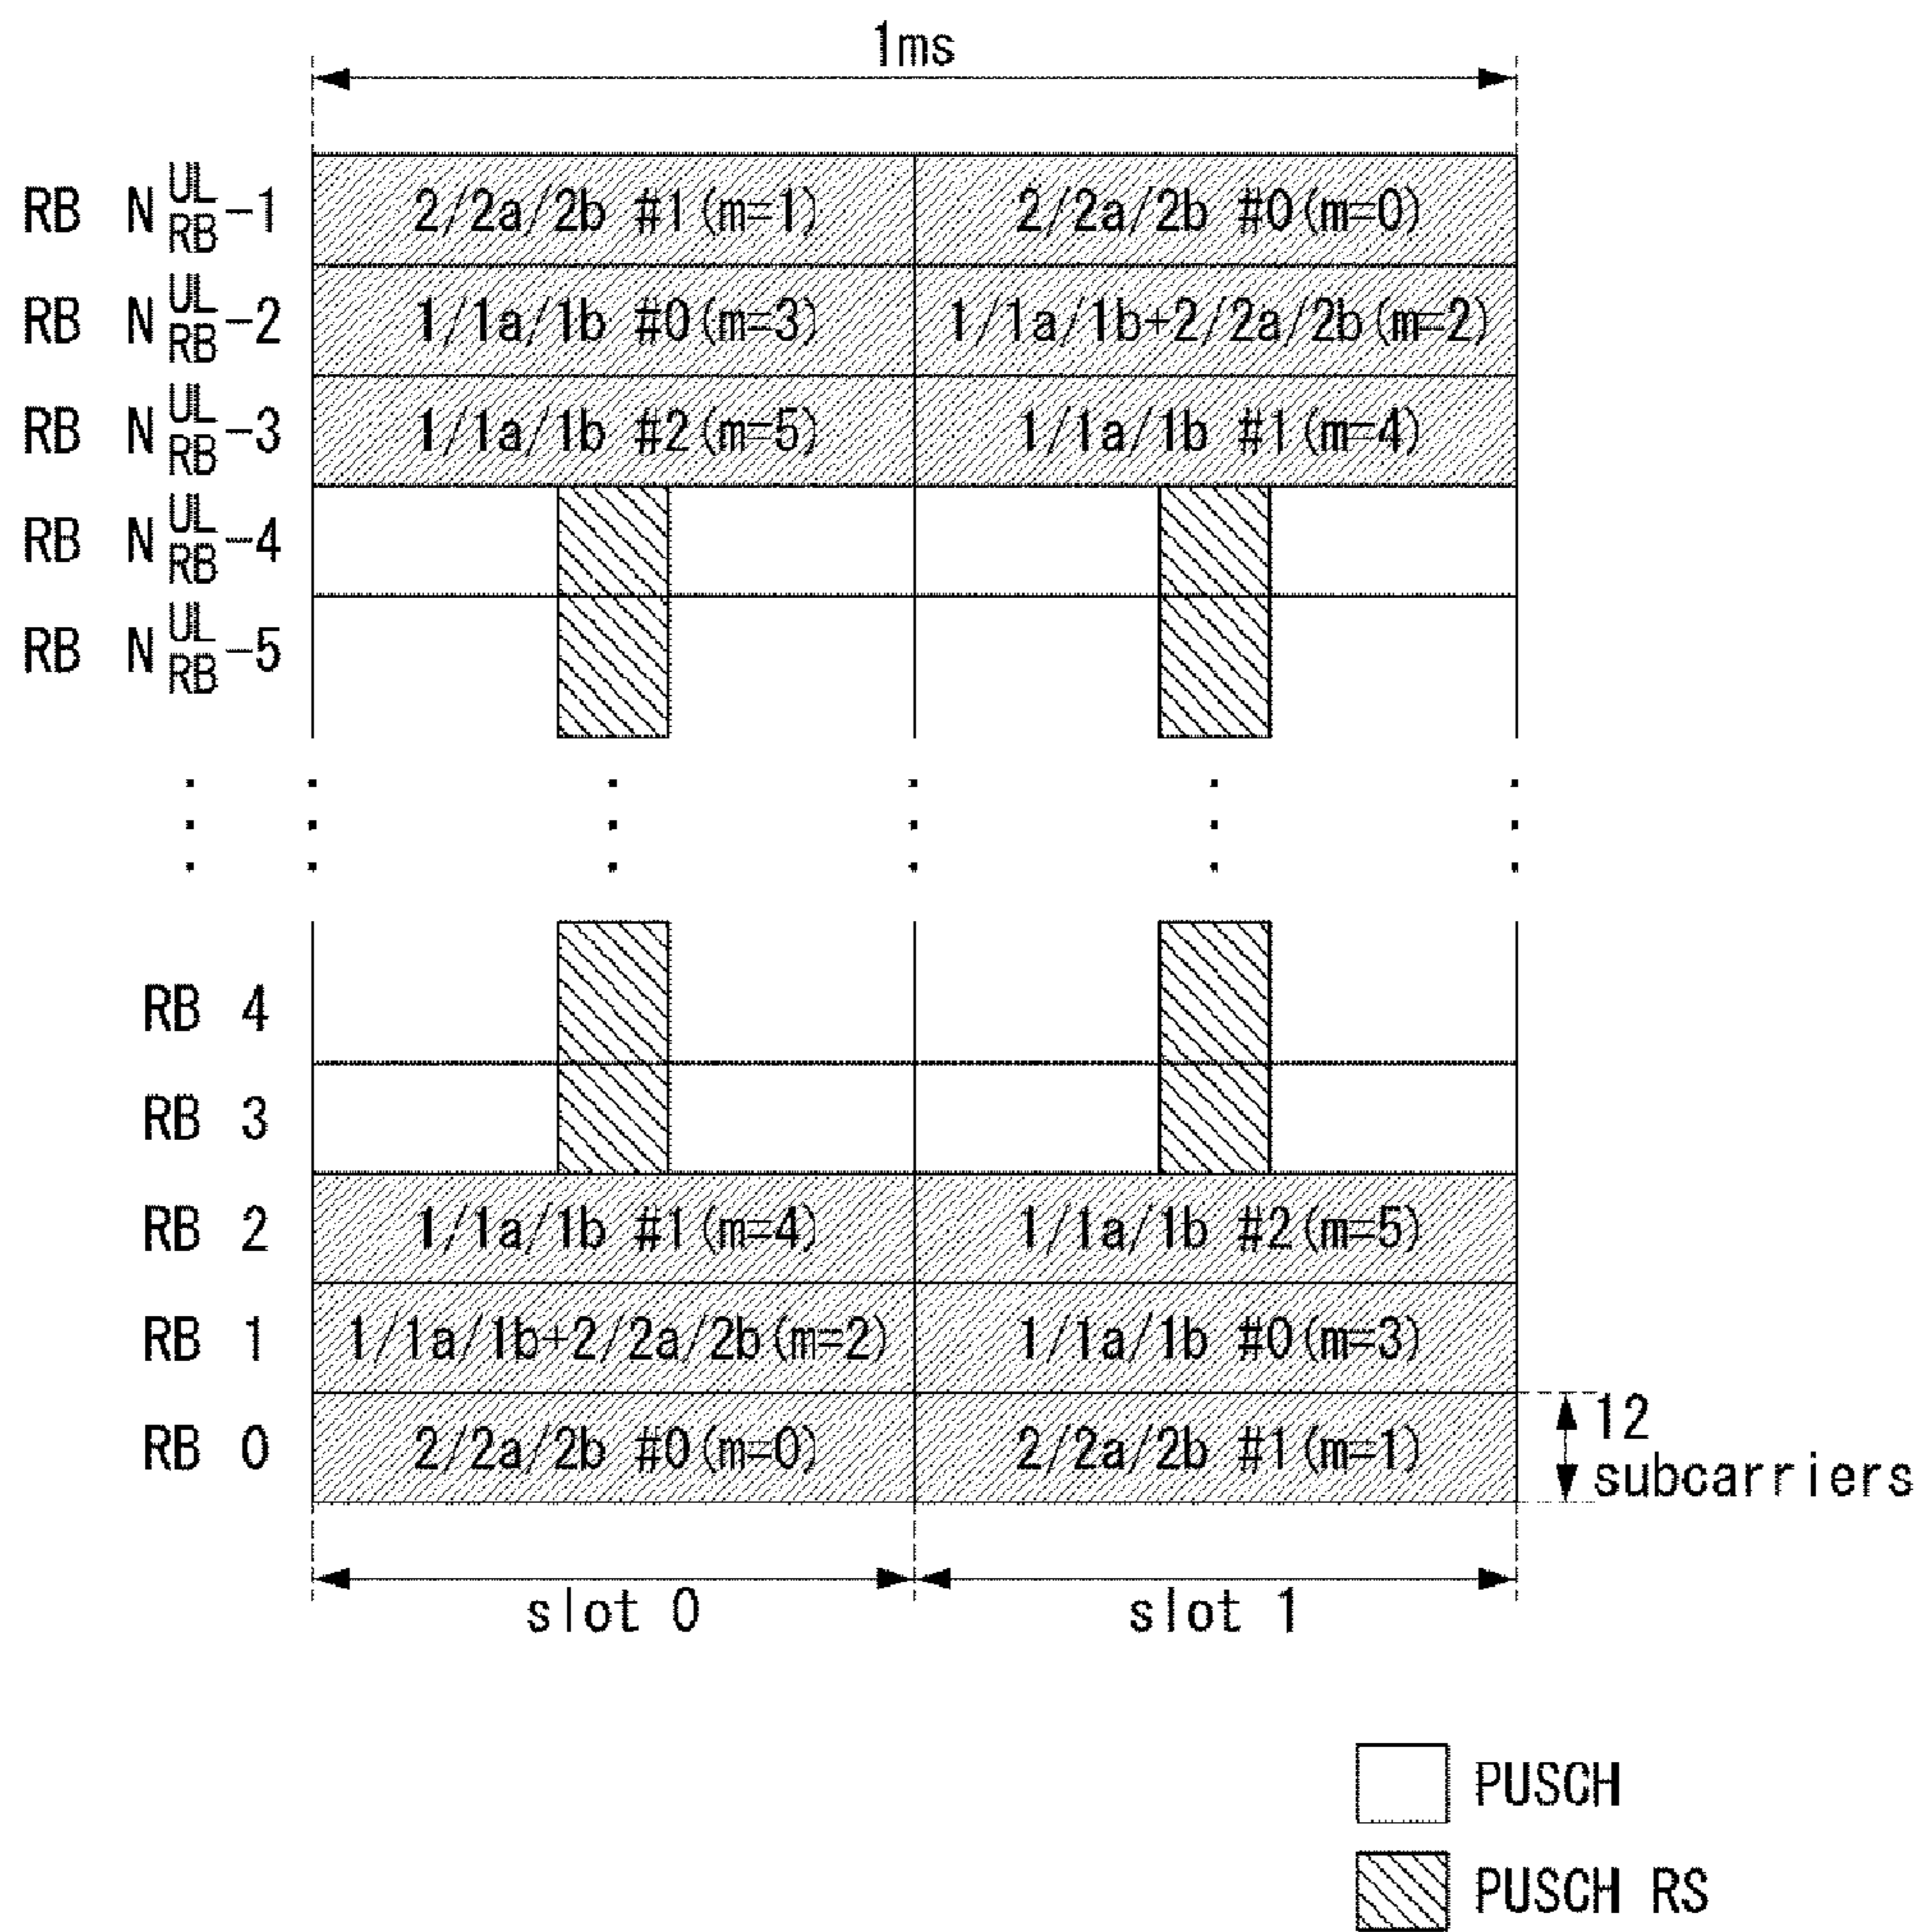 1ms
RB N UL RB -1 2/2a/2b #1(m=1) 2/2a/2b #0(m=0)
RB N UL RB -2 1/1a/1b #0(m=3) 1/1a/1b+2/2a/2b(m=2)
RB N UL RB -3 1/1a/1b #2(m=5) 1/1a/1b #1(m=4)
RB N UL RB -4
RB N UL RB -5
RB 4
RB 3
RB 2 1/1a/1b #1(m=4) 1/1a/1b #2(m=5)
RB 1 1/1a/1b+2/2a/2b(m=2) 1/1a/1b #0(m=3)
RB 0 2/2a/2b #0(m=0) 2/2a/2b #1(m=1)
12
subcarriers
slot 0 slot 1
PUSCH
PUSCH RS